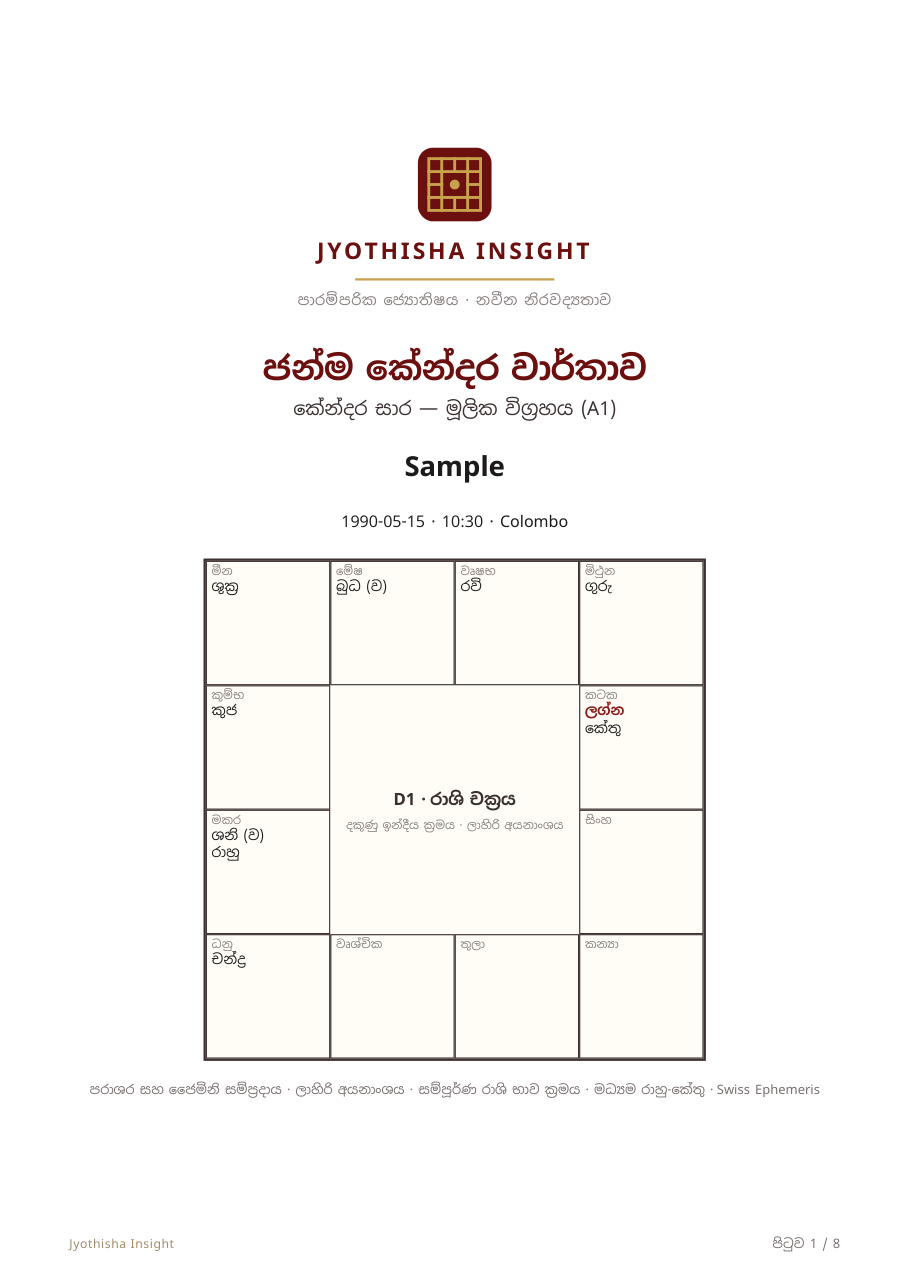 JYOTHISHA INSIGHT
පාරම්පරික ජ්‍යොතිෂය · නවීන නිරවද්‍යතාව
ජන්ම කේන්දර වාර්තාව
කේන්දර සාර — මූලික විග්‍රහය (A1)
Sample
1990-05-15 · 10:30 · Colombo
මීන
ශුක්‍ර
මේෂ
බුධ (ව)
වෘෂභ
රවි
මිථුන
ගුරු
කුම්භ
කුජ
කටක
ලග්න
කේතු
D1 · රාශි චක්‍රය
දකුණු ඉන්දීය ක්‍රමය · ලාහිරි අයනාංශය
මකර
ශනි (ව)
රාහු
සිංහ
ධනු
චන්ද්‍ර
වෘශ්චික
තුලා
කන්‍යා
පරාශර සහ ජෛමිනි සම්ප්‍රදාය · ලාහිරි අයනාංශය · සම්පූර්ණ රාශි භාව ක්‍රමය · මධ්‍යම රාහු-කේතු · Swiss Ephemeris
Jyothisha Insight
පිටුව 1 / 8